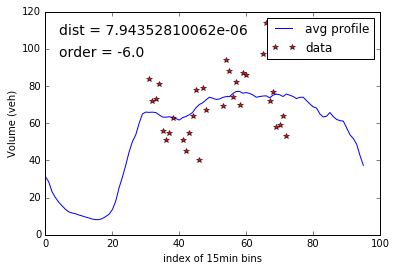 dist = 7.94352810062e-06
order = -6.0
avg profile
data
Volume (veh)
120
100
80
60
40
20
0
0 20 40 60 80 100
index of 15min bins